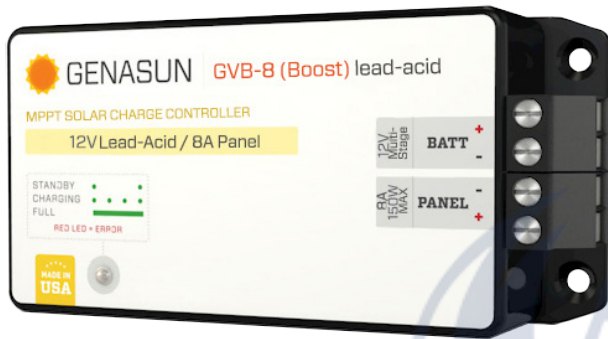 GENASUN GVB-8 (Boost) lead-acid
MPPT SOLAR CHARGE CONTROLLER
12V Lead-Acid / 8A Panel
STANDBY
CHARGING
FULL
RED LED = ERROR
MADE IN
USA
12V
Multi-
Stage
BATT
+
-
8A
150W
MAX
PANEL
-
+